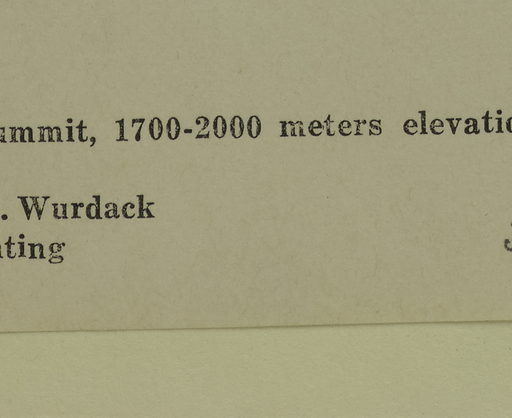 ummit, 1700-2000 meters elevatio
. Wurdack
ting